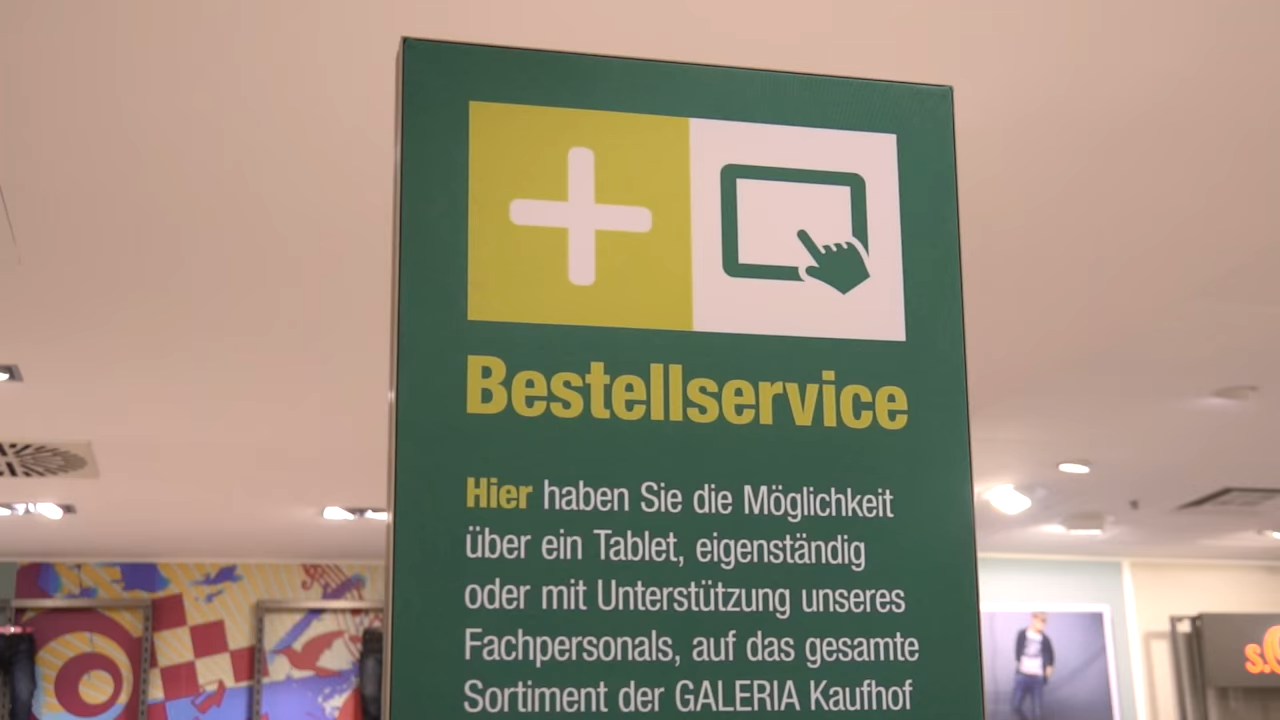 Bestellservice
Hier haben Sie die Möglichkeit
über ein Tablet, eigenständig
oder mit Unterstützung unseres
Fachpersonals, auf das gesamte
Sortiment der GALERIA Kaufhof